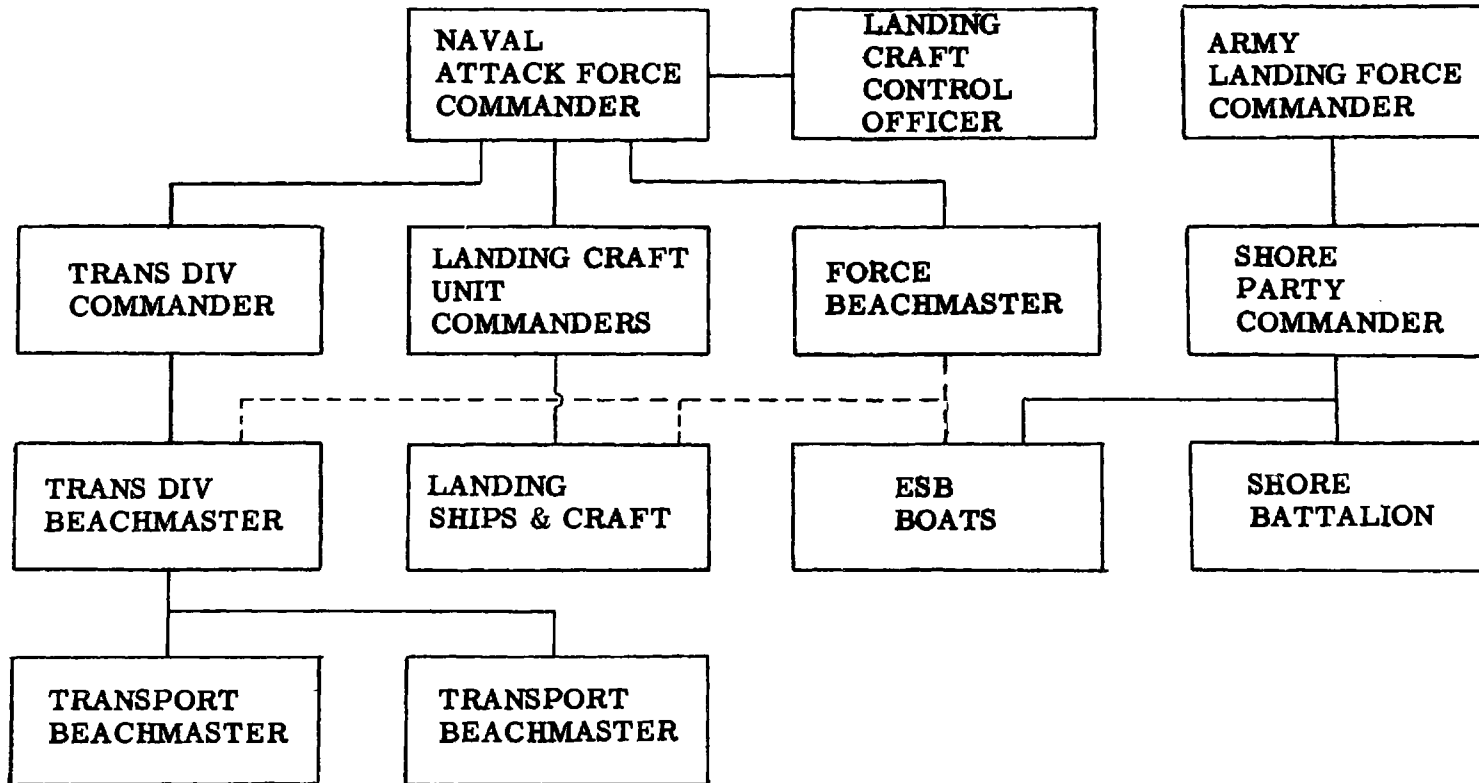 NAVAL
ATTACK FORCE
COMMANDER
LANDING
CRAFT
CONTROL
OFFICER
ARMY
LANDING FORCE
COMMANDER
TRANS DIV
COMMANDER
LANDING CRAFT
UNIT
COMMANDERS
FORCE
BEACHMASTER
SHORE
PARTY
COMMANDER
TRANS DIV
BEACHMASTER
LANDING
SHIPS & CRAFT
ESB
BOATS
SHORE
BATTALION
TRANSPORT
BEACHMASTER
TRANSPORT
BEACHMASTER